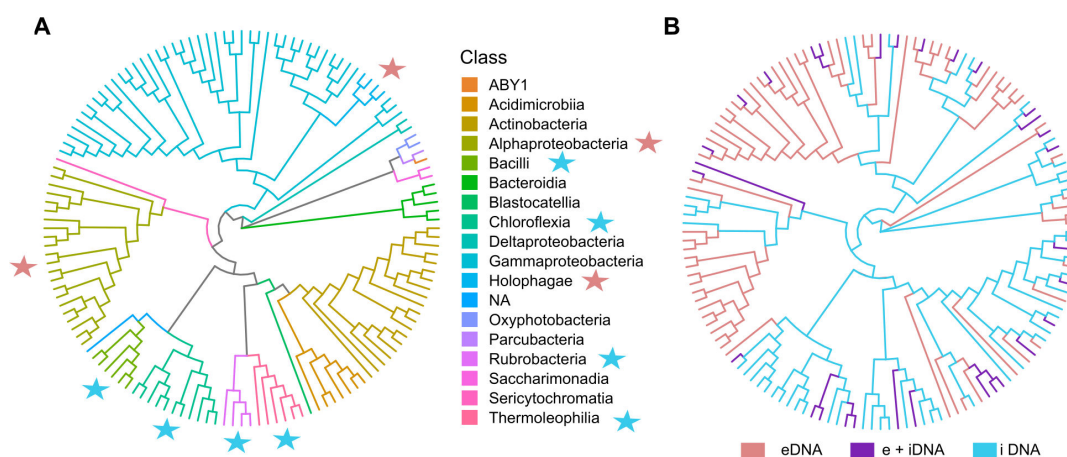 A
B
Class
ABY1
Acidimicrobiia
Actinobacteria
Alphaproteobacteria
Bacilli
Bacteroidia
Blastocatellia
Chloroflexia
Deltaproteobacteria
Gammaproteobacteria
Holophagae
NA
Oxyphotobacteria
Parcubacteria
Rubrobacteria
Saccharimonadia
Sericytochromatia
Thermoleophilia
eDNA e + iDNA i DNA